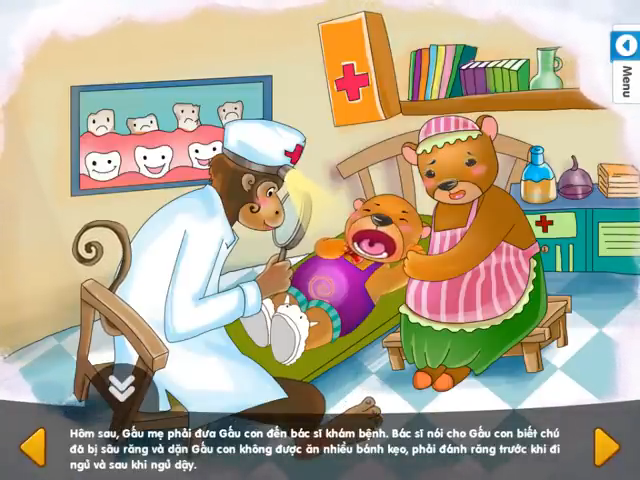 Menu
Hôm sau, Gấu mẹ phải đưa Gấu con đến bác sĩ khám bệnh. Bác sĩ nói cho Gấu con biết chú
đã bị sâu răng và dặn Gấu con không được ăn nhiều bánh kẹo, phải đánh răng trước khi đi
ngủ và sau khi ngủ dậy.